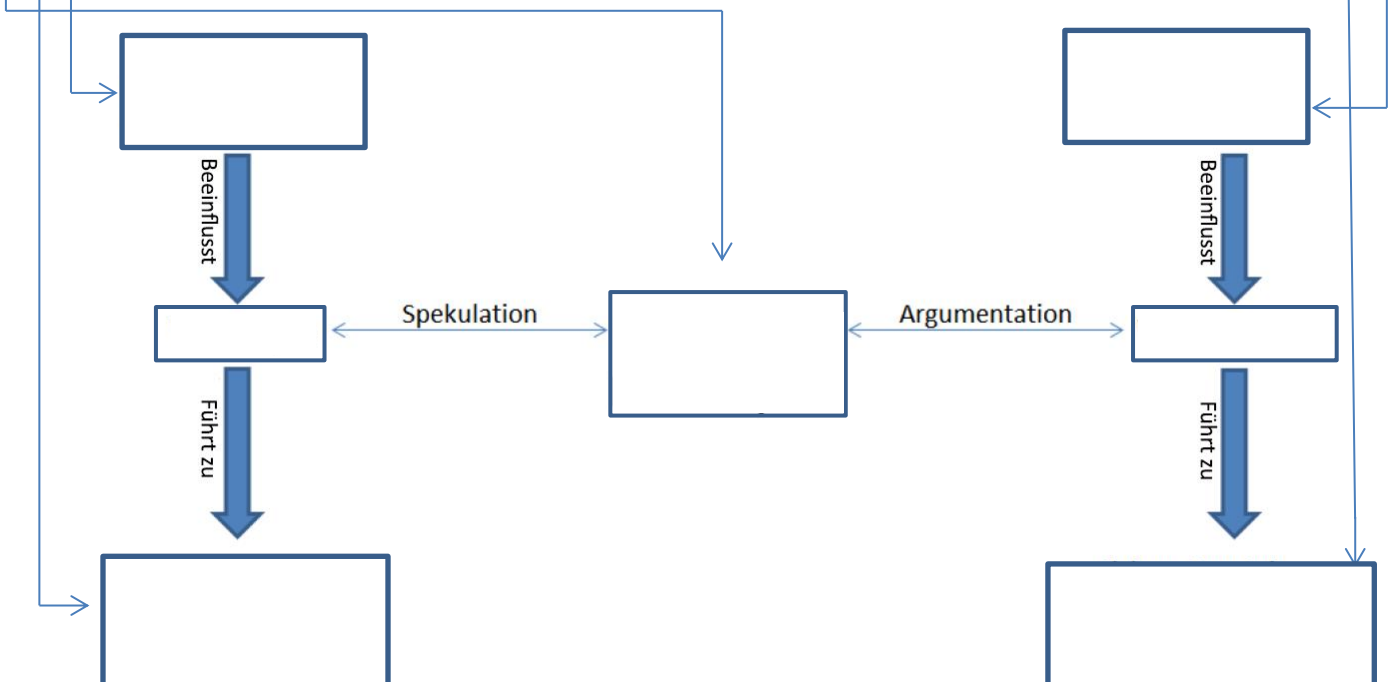 Beeinflusst
Beeinflusst
Spekulation
Argumentation
Führt zu
Führt zu